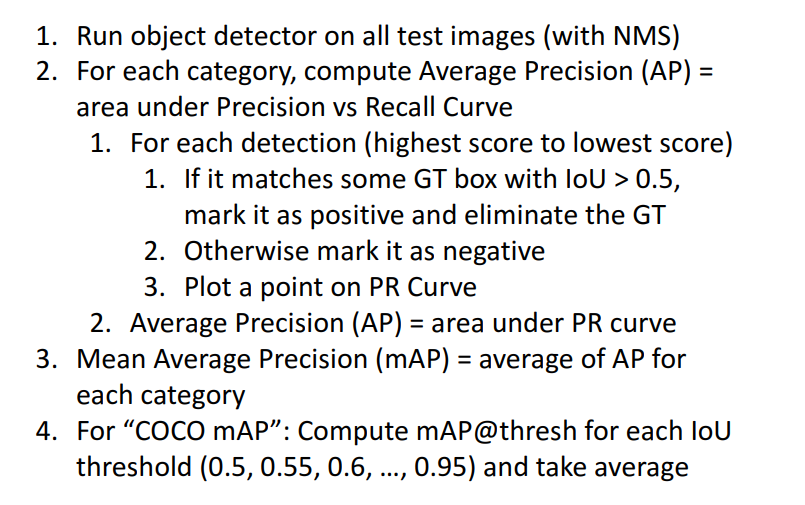 1. Run object detector on all test images (with NMS)
2. For each category, compute Average Precision (AP) =
area under Precision vs Recall Curve
1. For each detection (highest score to lowest score)
1. If it matches some GT box with IoU > 0.5,
mark it as positive and eliminate the GT
2. Otherwise mark it as negative
3. Plot a point on PR Curve
2. Average Precision (AP) = area under PR curve
3. Mean Average Precision (mAP) = average of AP for
each category
4. For “COCO mAP”: Compute mAP@thresh for each IoU
threshold (0.5, 0.55, 0.6, …, 0.95) and take average